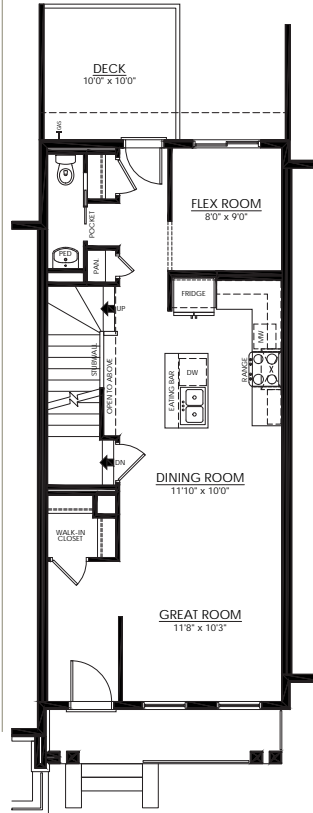 DECK
10'0" x 10'0"
GAS
FLEX ROOM
8'0" x 9'0"
POCKET
PED
PAN.
FRIDGE
UP
MW
STUBWALL
OPEN TO ABOVE
RANGE
EATING BAR
DW
DN
DINING ROOM
11'10" x 10'0"
WALK-IN
CLOSET
GREAT ROOM
11'8" x 10'3"